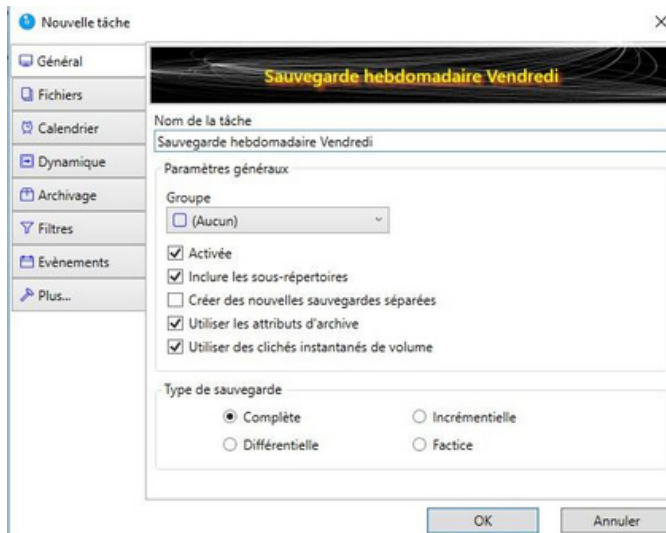 Nouvelle tâche
Général
Fichiers
Calendrier
Dynamique
Archivage
Filtres
Evènements
Plus...
Sauvegarde hebdomadaire Vendredi
Nom de la tâche
Sauvegarde hebdomadaire Vendredi
Paramètres généraux
Groupe
(Aucun)
Activée
Inclure les sous-répertoires
Créer des nouvelles sauvegardes séparées
Utiliser les attributs d'archive
Utiliser des clichés instantanés de volume
Type de sauvegarde
Complète
Incrémentielle
Différentielle
Factice
OK
Annuler